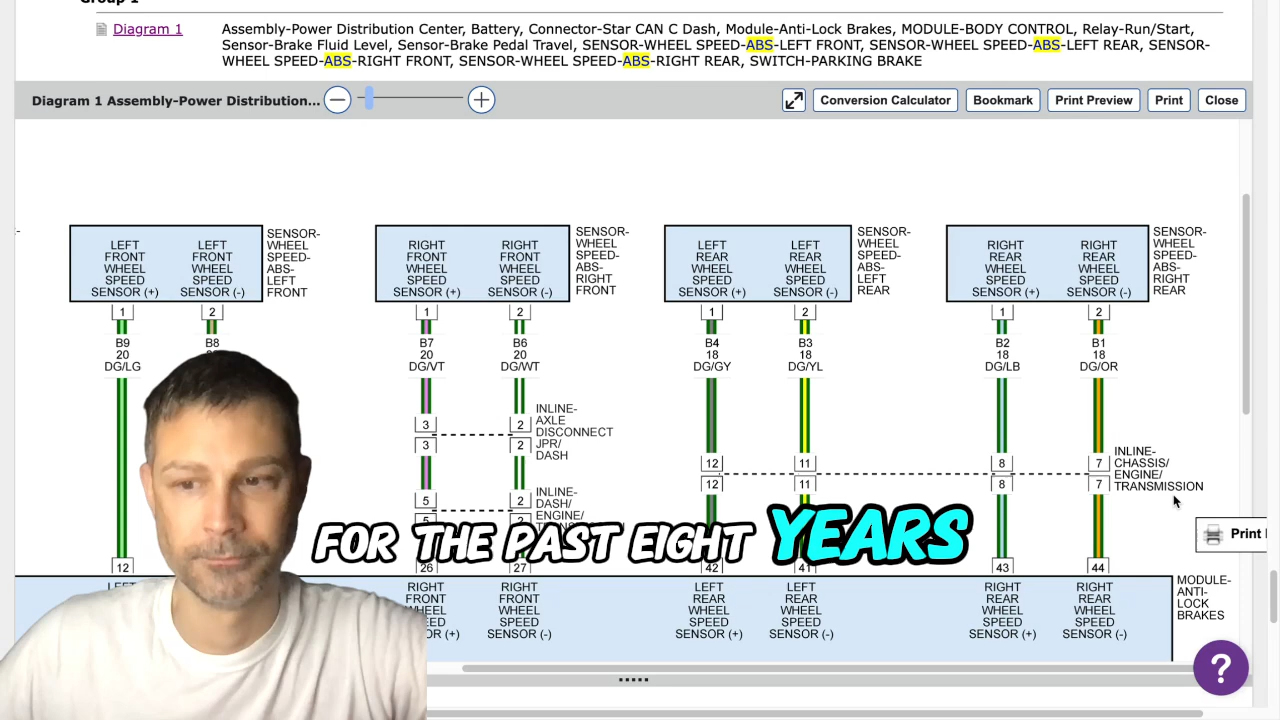 Diagram 1
Assembly-Power Distribution Center, Battery, Connector-Star CAN C Dash, Module-Anti-Lock Brakes, MODULE-BODY CONTROL, Relay-Run/Start,
Sensor-Brake Fluid Level, Sensor-Brake Pedal Travel, SENSOR-WHEEL SPEED-ABS-LEFT FRONT, SENSOR-WHEEL SPEED-ABS-LEFT REAR, SENSOR-
WHEEL SPEED-ABS-RIGHT FRONT, SENSOR-WHEEL SPEED-ABS-RIGHT REAR, SWITCH-PARKING BRAKE
Diagram 1 Assembly-Power Distribution...
Conversion Calculator
Bookmark
Print Preview
Print
Close
LEFT
FRONT
WHEEL
SPEED
SENSOR (+)
LEFT
FRONT
WHEEL
SPEED
SENSOR (-)
SENSOR-
WHEEL
SPEED-
ABS-
LEFT
FRONT
RIGHT
FRONT
WHEEL
SPEED
SENSOR (+)
RIGHT
FRONT
WHEEL
SPEED
SENSOR (-)
SENSOR-
WHEEL
SPEED-
ABS-
RIGHT
FRONT
LEFT
REAR
WHEEL
SPEED
SENSOR (+)
LEFT
REAR
WHEEL
SPEED
SENSOR (-)
SENSOR-
WHEEL
SPEED-
ABS-
LEFT
REAR
RIGHT
REAR
WHEEL
SPEED
SENSOR (+)
RIGHT
REAR
WHEEL
SPEED
SENSOR (-)
SENSOR-
WHEEL
SPEED-
ABS-
RIGHT
REAR
1 2 1 2 1 2 1 2
B9
20
DG/LG
B8
B7
20
DG/VT
B6
20
DG/WT
B4
18
DG/GY
B3
18
DG/YL
B2
18
DG/LB
B1
18
DG/OR
3 2
3 2
INLINE-
AXLE
DISCONNECT
JPR/
DASH
5 2
INLINE-
DASH/
ENGINE/
12 11 8 7
12 11 8 7
INLINE-
CHASSIS/
ENGINE/
TRANSMISSION
FOR THE PAST EIGHT YEARS
12 26 27 42 41 43 44
RIGHT
FRONT
WHEEL
SPEED
SENSOR (-)
LEFT
REAR
WHEEL
SPEED
SENSOR (+)
LEFT
REAR
WHEEL
SPEED
SENSOR (-)
RIGHT
REAR
WHEEL
SPEED
SENSOR (+)
RIGHT
REAR
WHEEL
SPEED
SENSOR (-)
MODULE-
ANTI-
LOCK
BRAKES
Print
?